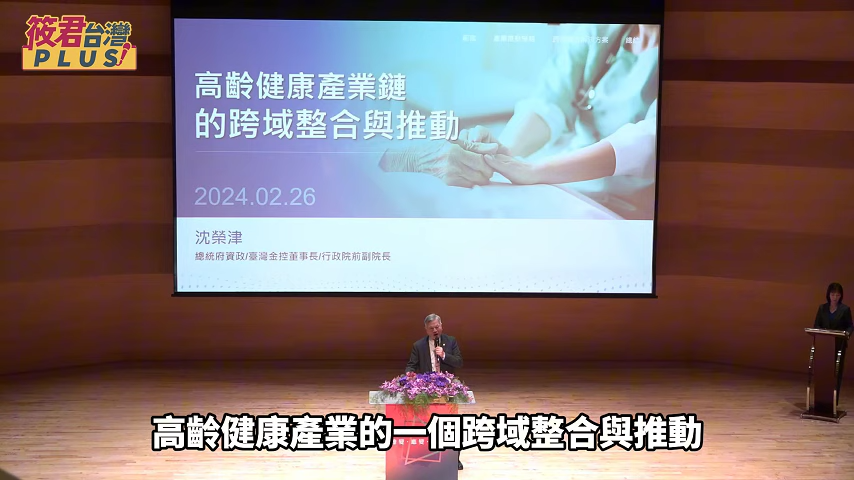 筱君台灣
PLUS!
高齡健康產業鏈
的跨域整合與推動
2024.02.26
沈榮津
總統府資政/臺灣金控董事長/行政院前副院長
高齡健康產業的一個跨域整合與推動